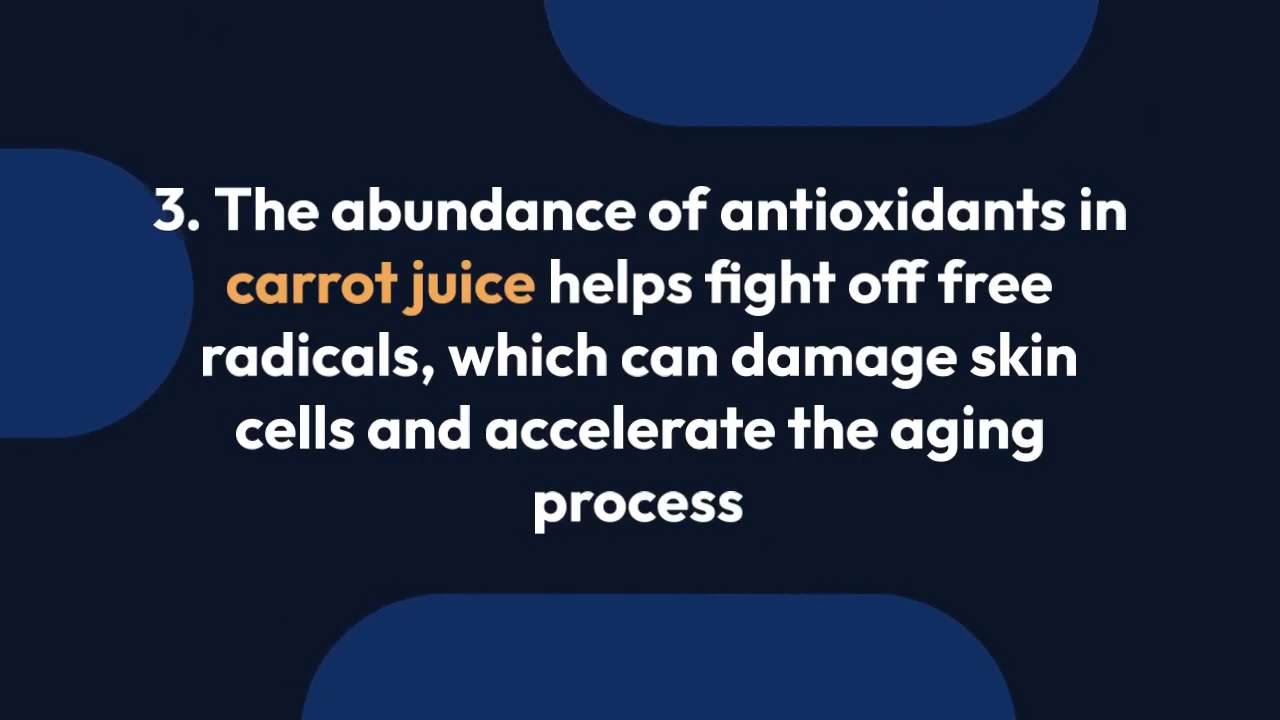 3. The abundance of antioxidants in
carrot juice helps fight off free
radicals, which can damage skin
cells and accelerate the aging
process